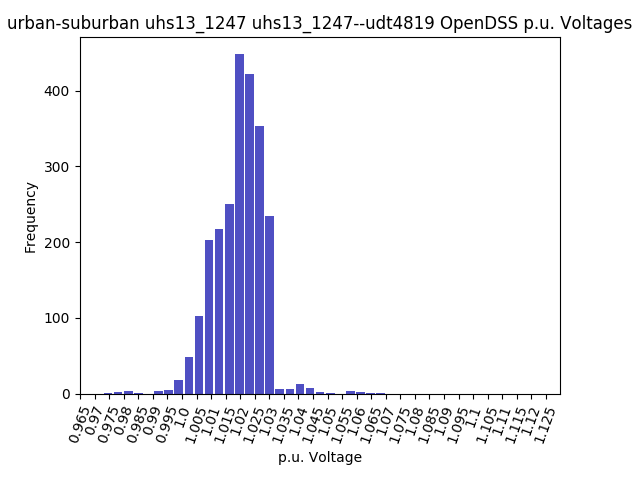 urban-suburban uhs13_1247 uhs13_1247--udt4819 OpenDSS p.u. Voltages
400
300
200
100
0
Frequency
0.965 0.97 0.975 0.98 0.985 0.99 0.995 1.0 1.005 1.01 1.015 1.02 1.025 1.03 1.035 1.04 1.045 1.05 1.055 1.06 1.065 1.07 1.075 1.08 1.085 1.09 1.095 1.1 1.105 1.11 1.115 1.12 1.125
p.u. Voltage